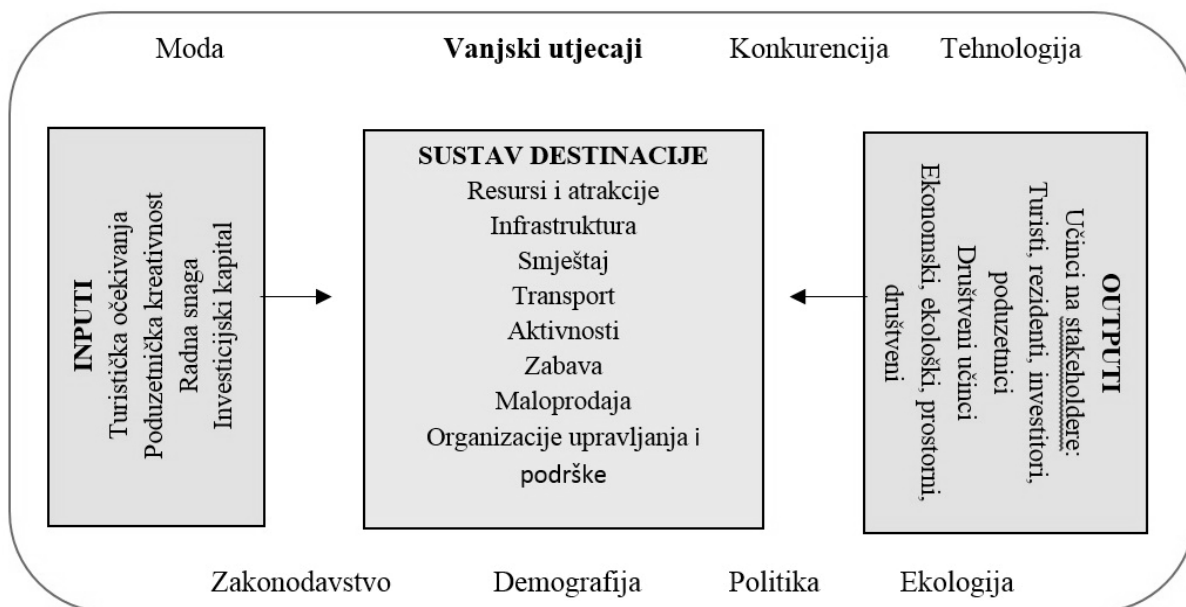 Moda
Vanjski utjecaji
Konkurencija
Tehnologija
INPUTI
Turistička očekivanja
Poduzetnička kreativnost
Radna snaga
Investicijski kapital
SUSTAV DESTINACIJE
Resursi i atrakcije
Infrastruktura
Smještaj
Transport
Aktivnosti
Zabava
Maloprodaja
Organizacije upravljanja i
podrške
OUTPUTI
Učinci na stakeholdere:
Turisti, rezidenti, investitori,
poduzetnici
Društveni učinci
Ekonomski, ekološki, prostorni,
društveni
Zakonodavstvo
Demografija
Politika
Ekologija